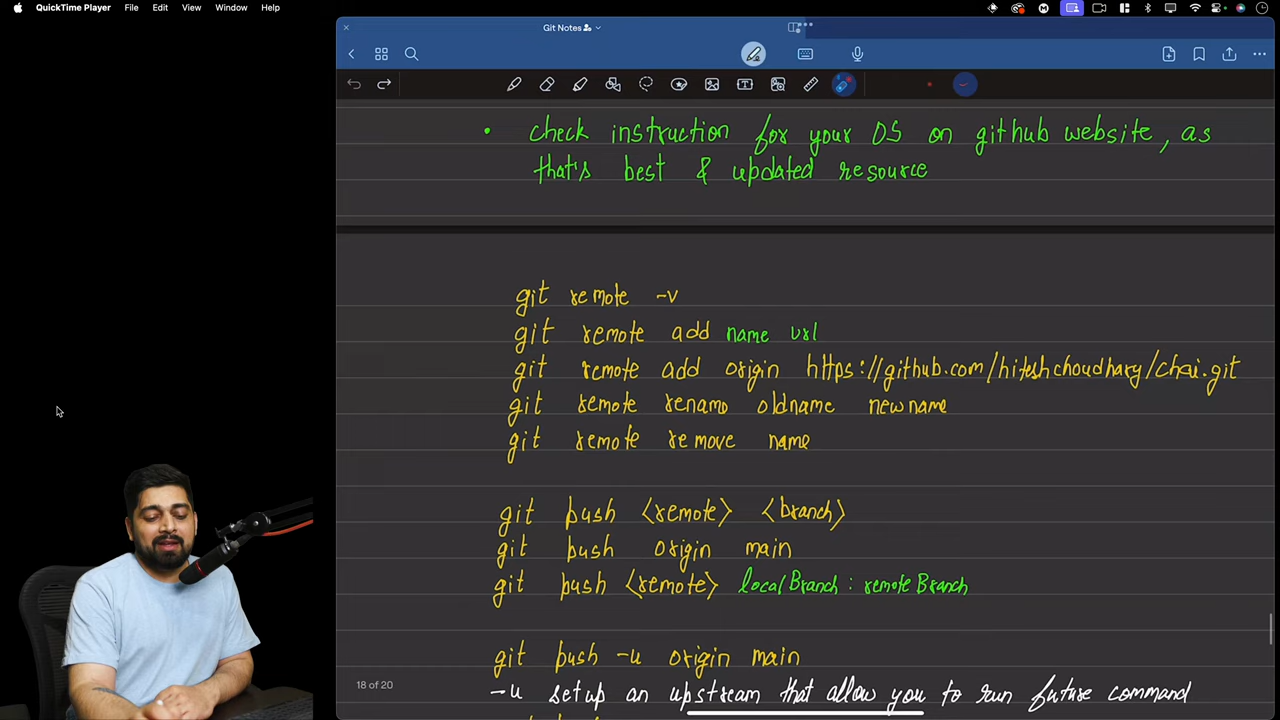 QuickTime Player File Edit View Window Help
Git Notes
check instruction for your OS on github website, as
that's best & updated resource
git remote -v
git remote add name url
git remote add origin https://github.com/hiteshchoudhary/chai.git
git remote rename oldname newname
git remote remove name
git push <remote> <branch>
git push origin main
git push <remote> localBranch : remoteBranch
git push -u origin main
18 of 20
-u setup an upstream that allow you to run future command